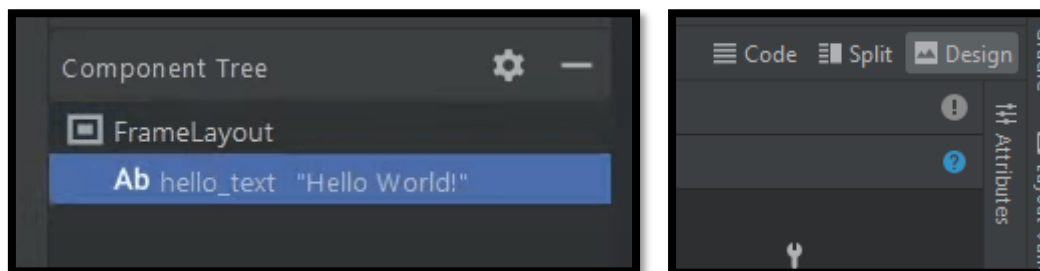 Component Tree
FrameLayout
Ab hello_text "Hello World!"
Code Split Design
Attributes